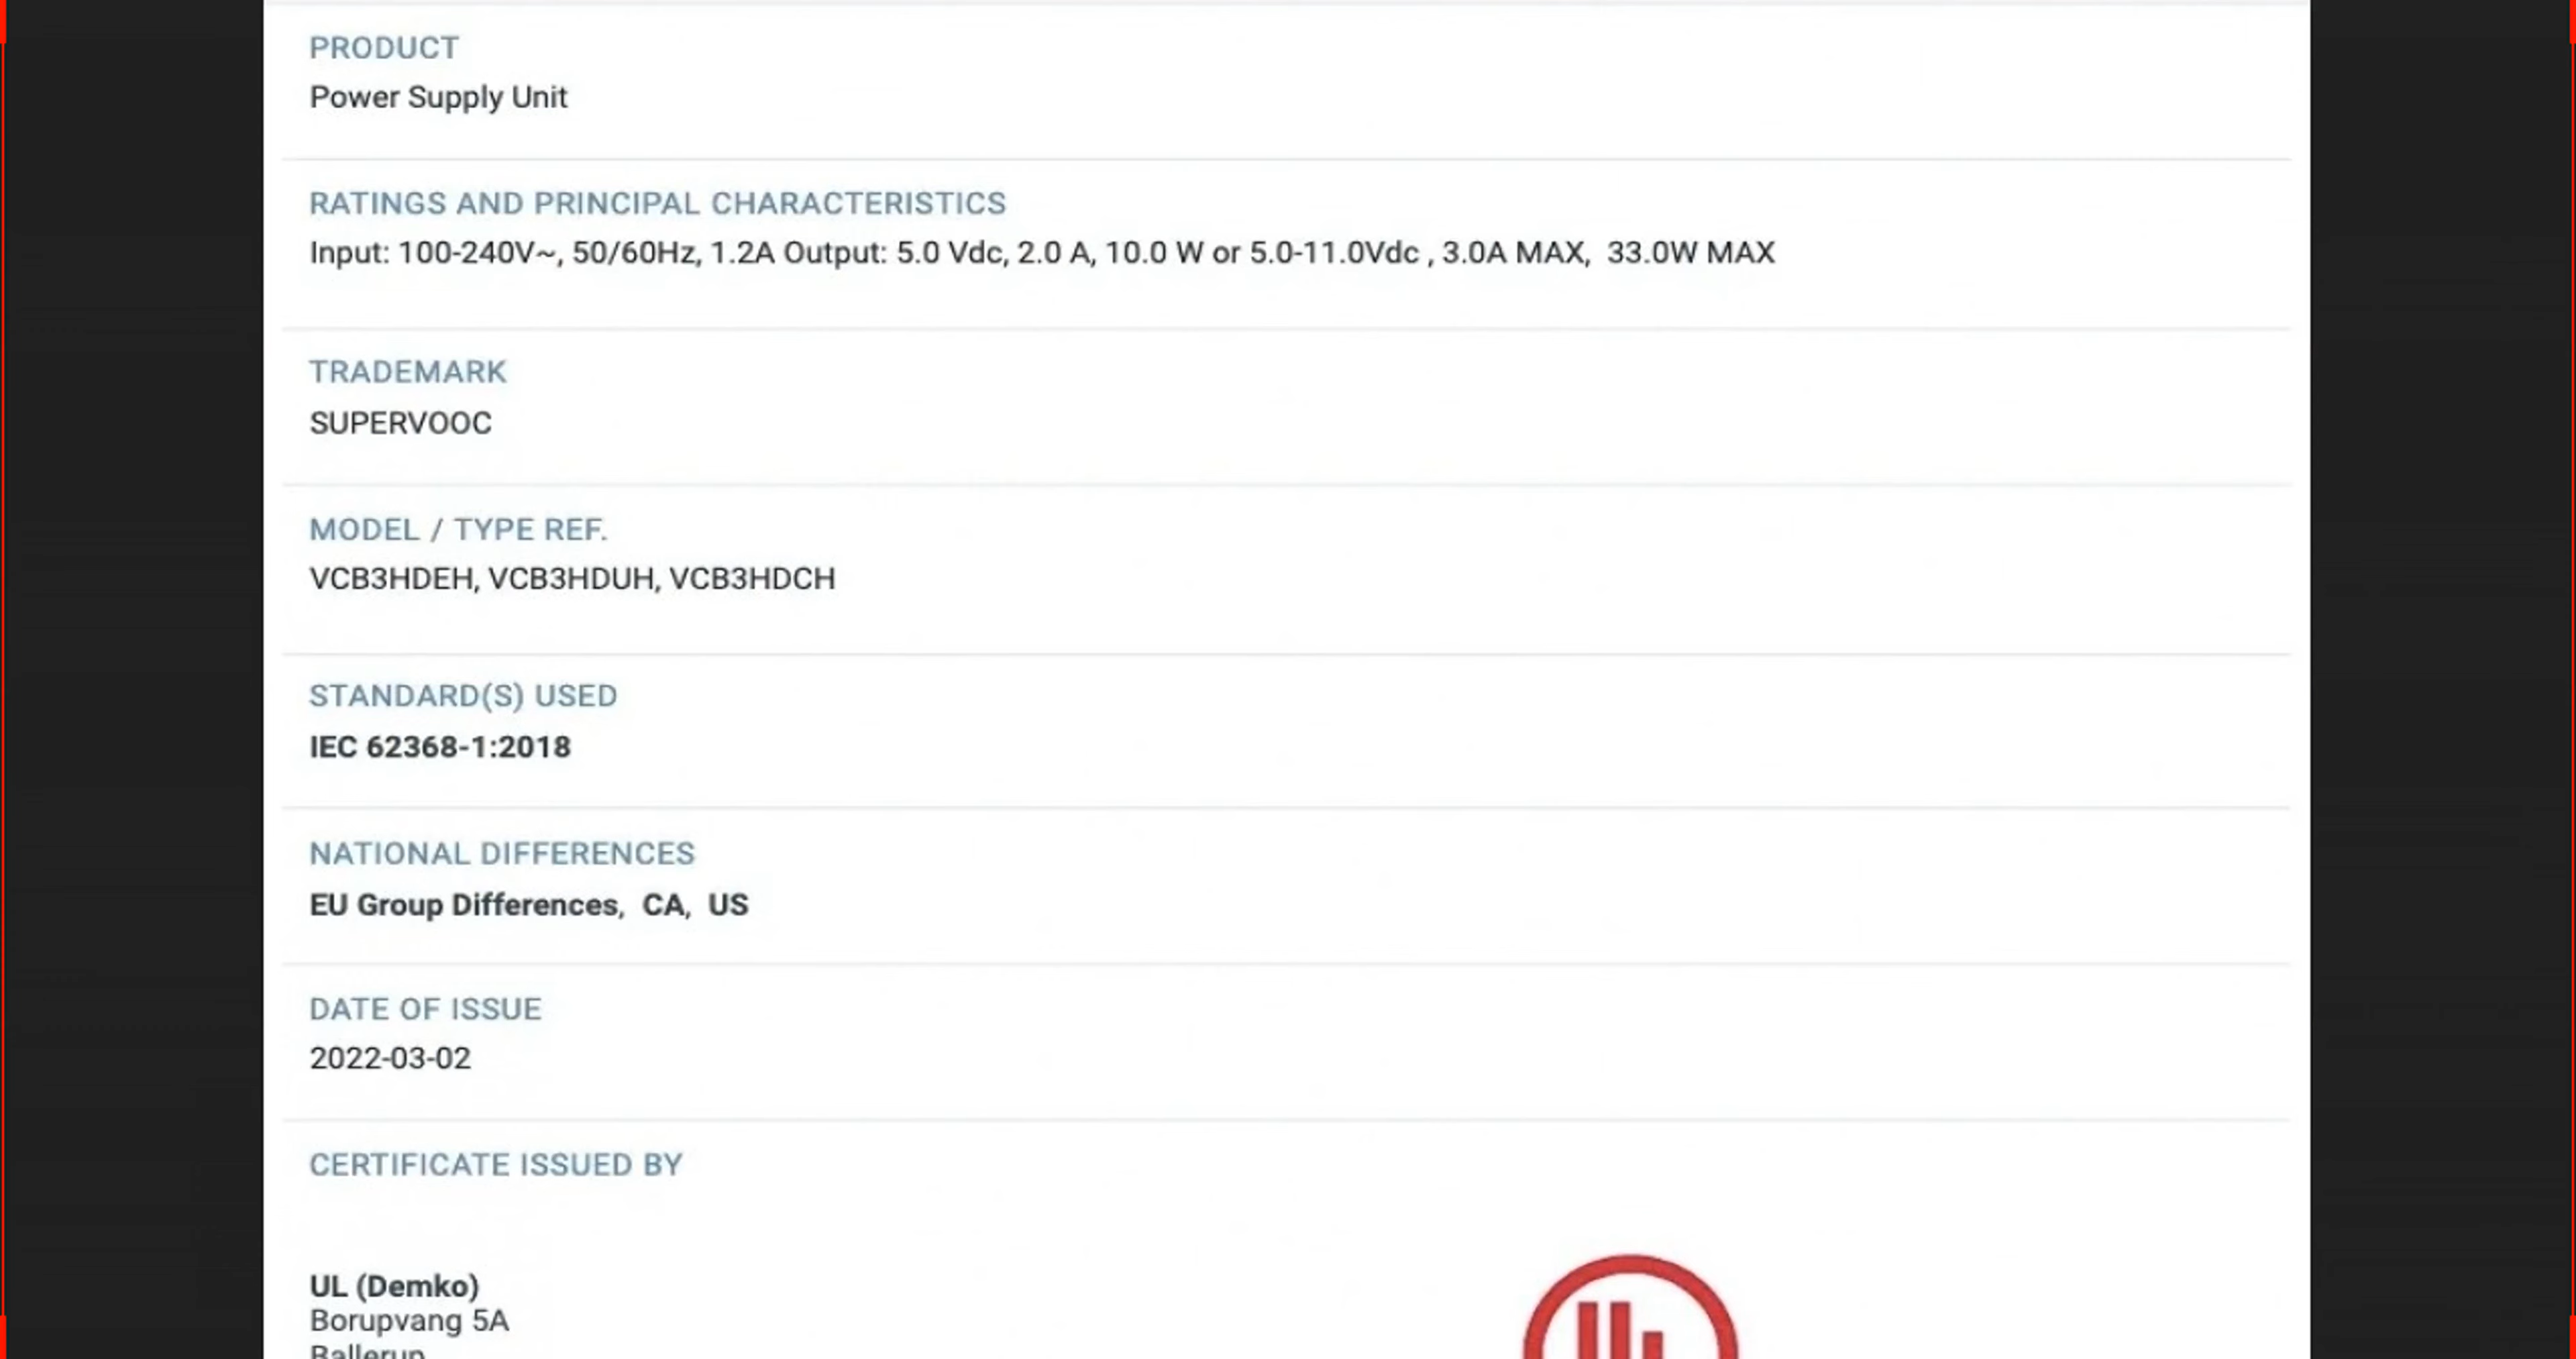 PRODUCT
Power Supply Unit
RATINGS AND PRINCIPAL CHARACTERISTICS
Input: 100-240V~, 50/60Hz, 1.2A Output: 5.0 Vdc, 2.0 A, 10.0 W or 5.0-11.0Vdc , 3.0A MAX,  33.0W MAX
TRADEMARK
SUPERVOOC
MODEL / TYPE REF.
VCB3HDEH, VCB3HDUH, VCB3HDCH
STANDARD(S) USED
IEC 62368-1:2018
NATIONAL DIFFERENCES
EU Group Differences,  CA,  US
DATE OF ISSUE
2022-03-02
CERTIFICATE ISSUED BY
UL (Demko)
Borupvang 5A
Ballerup